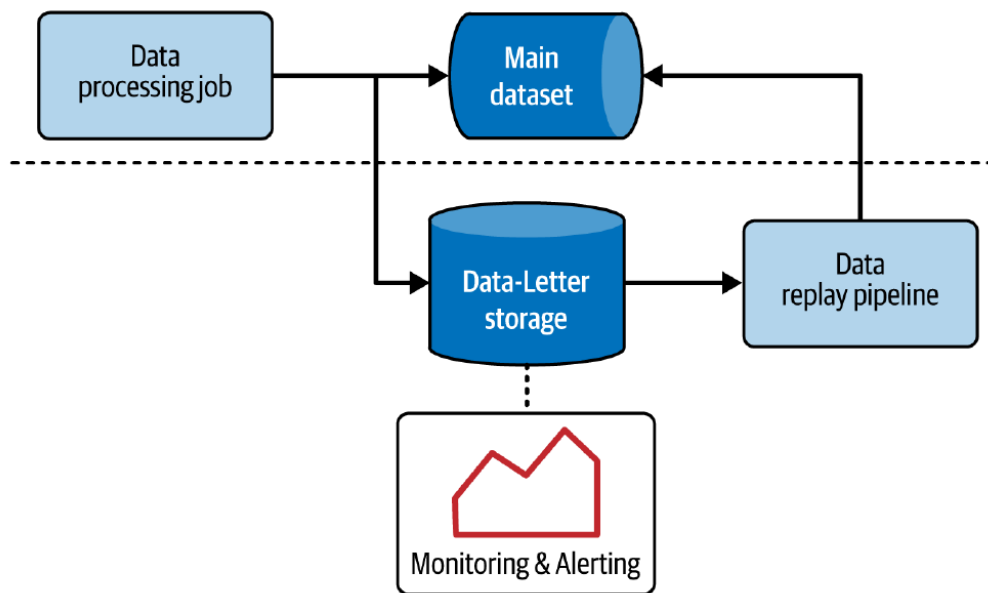 Data
processing job
Main
dataset
Data-Letter
storage
Data
replay pipeline
Monitoring & Alerting